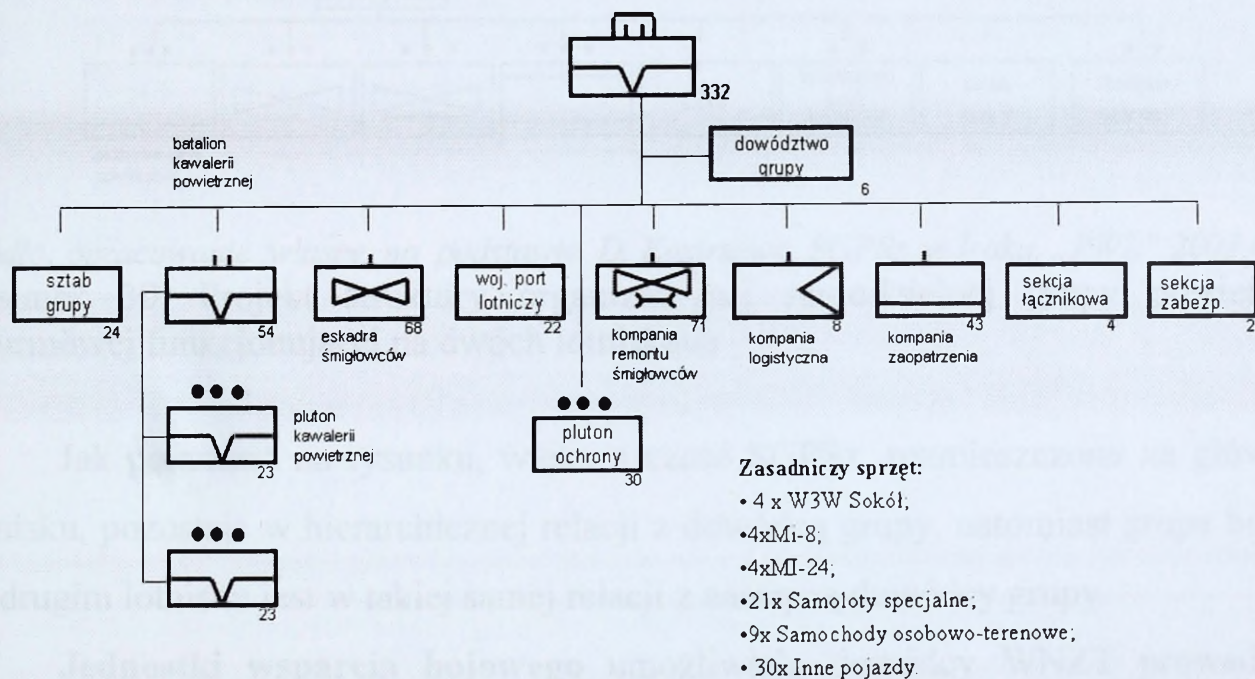 332
dowództwo
grupy
6
batalion
kawalerii
powietrznej
sztab
grupy
24
54
eskadra
śmigłowców
68
woj. port
lotniczy
22
kompania
remontu
śmigłowców
71
kompania
logistyczna
8
kompania
zaopatrzenia
43
sekcja
łącznikowa
4
sekcja
zabezp.
2
pluton
kawalerii
powietrznej
23
23
pluton
ochrony
30
Zasadniczy sprzęt:
• 4 x W3W Sokół;
•4xMi-8;
•4xMI-24;
•21x Samoloty specjalne;
•9x Samochody osobowo-terenowe;
• 30x Inne pojazdy.